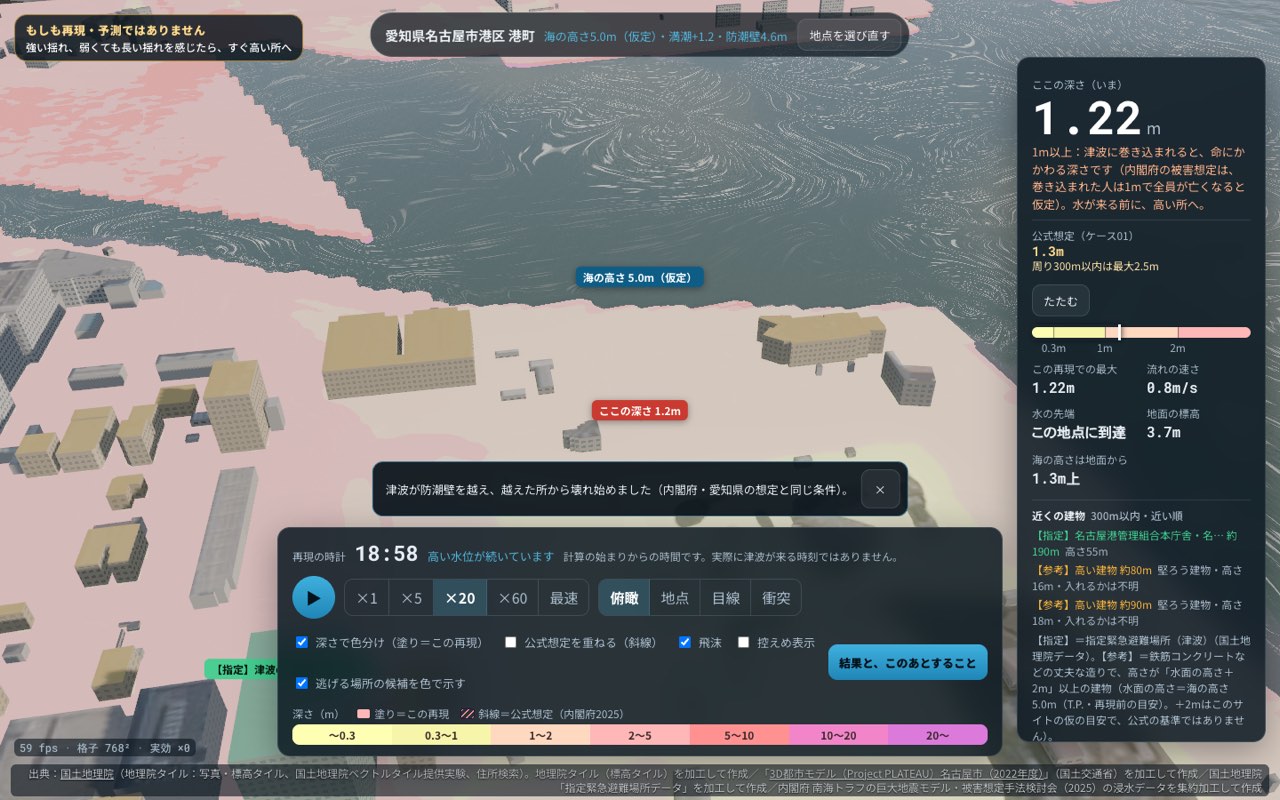 もしも再現・予測ではありません
強い揺れ、弱くても長い揺れを感じたら、すぐ高い所へ
愛知県名古屋市港区 港町 海の高さ5.0m（仮定）・満潮+1.2・防潮壁4.6m 地点を選び直す
ここの深さ（いま）
1.22 m
1m以上：津波に巻き込まれると、命にか
かわる深さです（内閣府の被害想定は、
巻き込まれた人は1mで全員が亡くなると
仮定）。水が来る前に、高い所へ。
公式想定（ケース01）
1.3m
周り300m以内は最大2.5m
たたむ
0.3m 1m 2m
この再現での最大 流れの速さ
1.22m 0.8m/s
水の先端 地面の標高
この地点に到達 3.7m
海の高さは地面から
1.3m上
近くの建物 300m以内・近い順
【指定】名古屋港管理組合本庁舎・名… 約
190m 高さ55m
【参考】高い建物 約80m 堅ろう建物・高さ
16m・入れるかは不明
【参考】高い建物 約90m 堅ろう建物・高さ
18m・入れるかは不明
【指定】＝指定緊急避難場所（津波）（国土地
理院データ）。【参考】＝鉄筋コンクリートな
どの丈夫な造りで、高さが「水面の高さ＋
2m」以上の建物（水面の高さ＝海の高さ
5.0m（T.P.・再現前の目安）。＋2mはこのサ
イトの仮の目安で、公式の基準ではありませ
ん）。
海の高さ 5.0m（仮定）
ここの深さ 1.2m
津波が防潮壁を越え、越えた所から壊れ始めました（内閣府・愛知県の想定と同じ条件）。 ×
再現の時計 18:58 高い水位が続いています 計算の始まりからの時間です。実際に津波が来る時刻ではありません。
▶ ×1 ×5 ×20 ×60 最速 俯瞰 地点 目線 衝突
深さで色分け（塗り＝この再現） 公式想定を重ねる（斜線） 飛沫 控えめ表示
結果と、このあとすること
逃げる場所の候補を色で示す
深さ（m） 塗り＝この再現 斜線＝公式想定（内閣府2025）
〜0.3 0.3〜1 1〜2 2〜5 5〜10 10〜20 20〜
【指定】津波
59 fps · 格子 768² · 実効 ×0
出典：国土地理院（地理院タイル：写真・標高タイル、国土地理院ベクトルタイル提供実験、住所検索）。地理院タイル（標高タイル）を加工して作成／「3D都市モデル（Project PLATEAU）名古屋市（2022年度）」（国土交通省）を加工して作成／国土地理院
「指定緊急避難場所データ」を加工して作成／内閣府 南海トラフの巨大地震モデル・被害想定手法検討会（2025）の浸水データを集約加工して作成